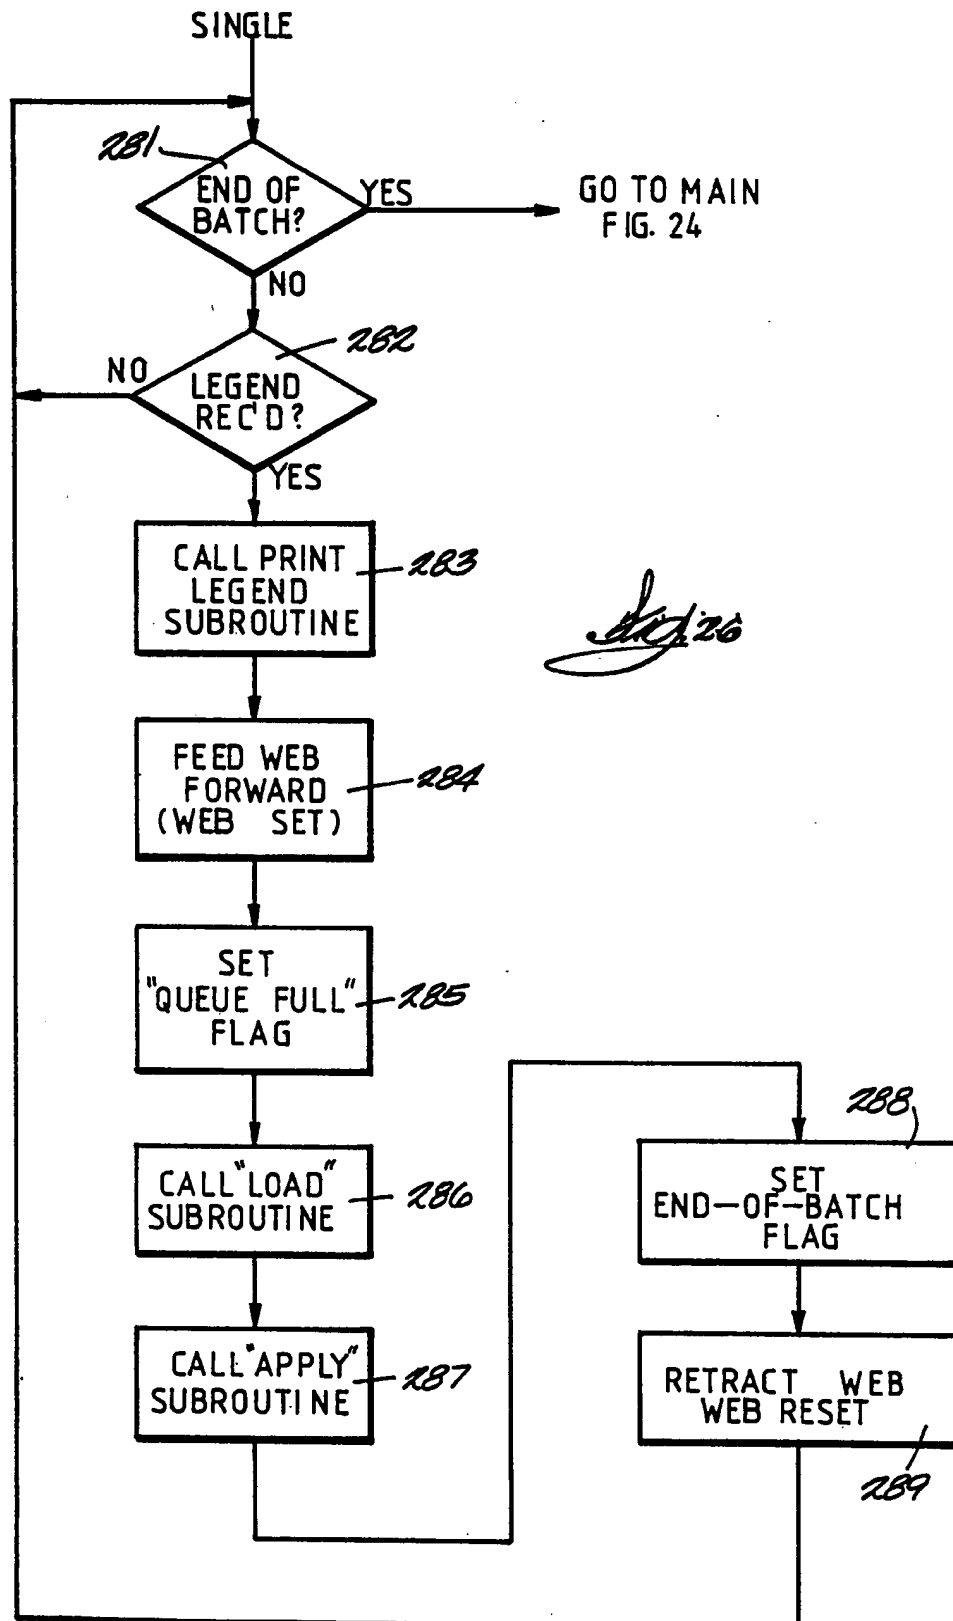 SINGLE
281
END OF
BATCH?
YES
GO TO MAIN
FIG. 24
NO
282
NO
LEGEND
REC'D?
YES
CALL PRINT
LEGEND
SUBROUTINE
283
Fig. 26
FEED WEB
FORWARD
(WEB SET)
284
SET
"QUEUE FULL"
FLAG
285
CALL "LOAD"
SUBROUTINE
286
CALL "APPLY"
SUBROUTINE
287
288
SET
END-OF-BATCH
FLAG
RETRACT WEB
WEB RESET
289